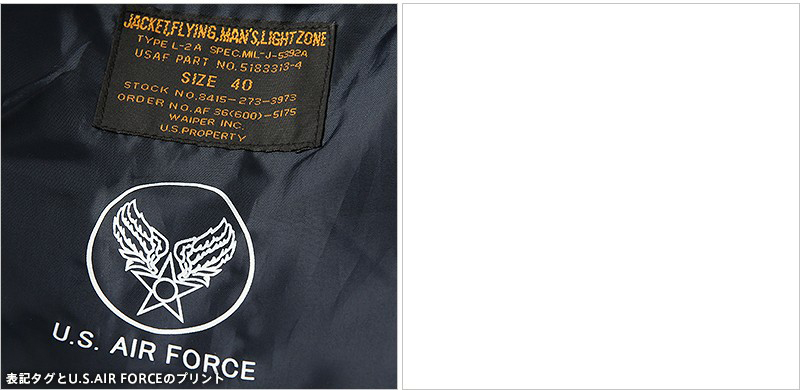 JACKET,FLYING,MAN'S,LIGHTZONE
TYPE L-2A SPEC.MIL-J-5392A
USAF PART NO.5183313-4
SIZE 40
STOCK NO.8415-273-3973
ORDER NO.AF 36(600)-5175
WAIPER INC.
U.S.PROPERTY
U.S. AIR FORCE
表記タグとU.S.AIR FORCEのプリント